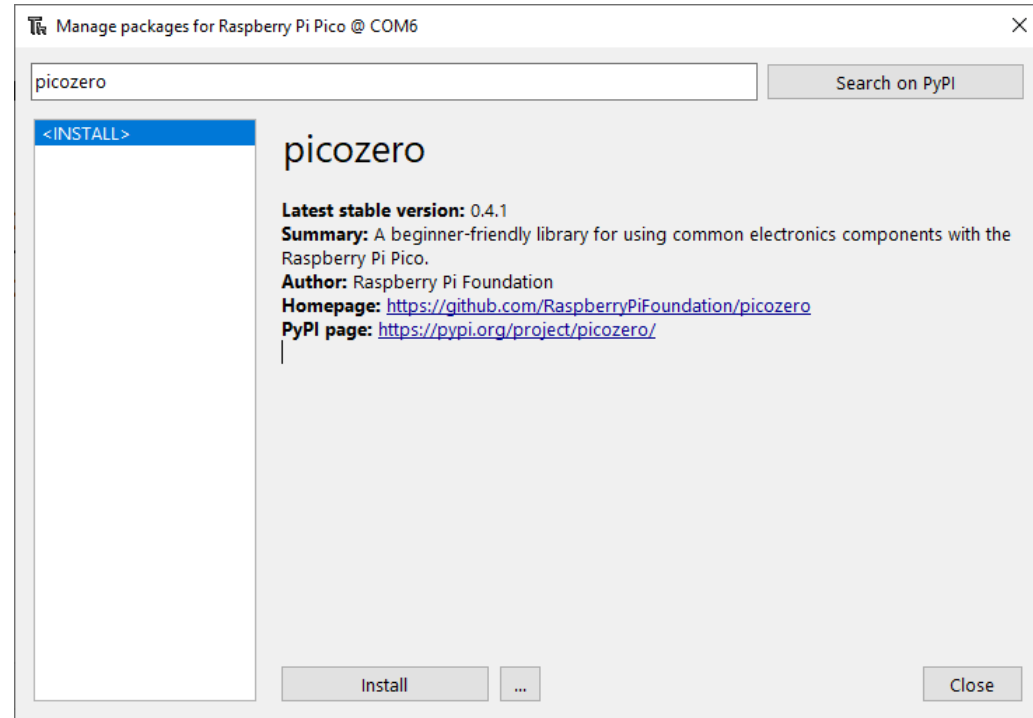 Manage packages for Raspberry Pi Pico @ COM6
picozero
Search on PyPI
<INSTALL>
picozero
Latest stable version: 0.4.1
Summary: A beginner-friendly library for using common electronics components with the
Raspberry Pi Pico.
Author: Raspberry Pi Foundation
Homepage: https://github.com/RaspberryPiFoundation/picozero
PyPI page: https://pypi.org/project/picozero/
Install
...
Close